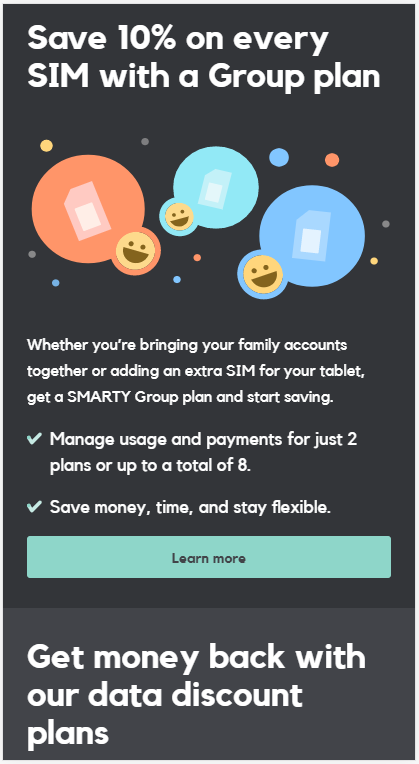 Save 10% on every
SIM with a Group plan
Whether you're bringing your family accounts
together or adding an extra SIM for your tablet,
get a SMARTY Group plan and start saving.
Manage usage and payments for just 2
plans or up to a total of 8.
Save money, time, and stay flexible.
Learn more
Get money back with
our data discount
plans